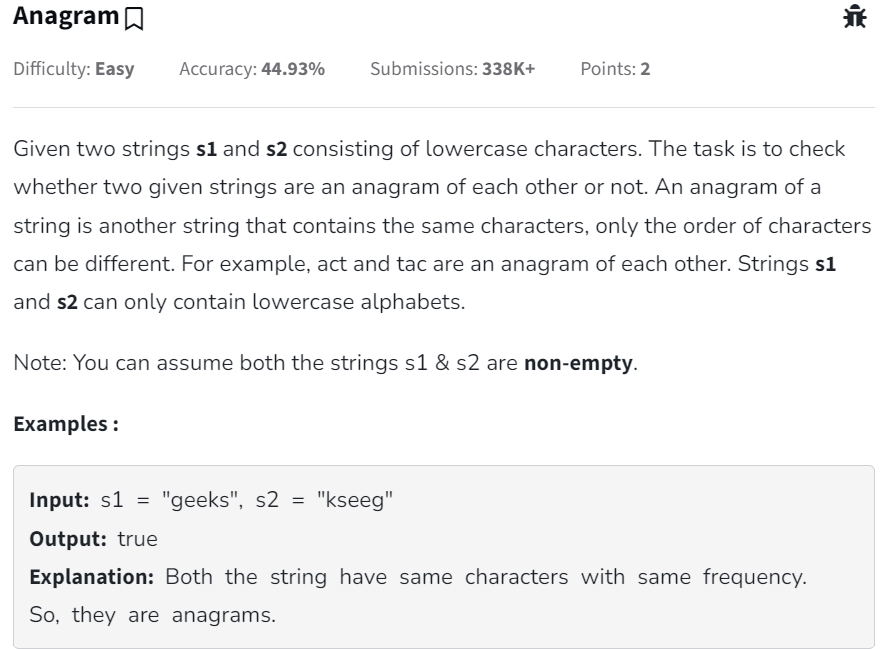 Anagram
Difficulty: Easy Accuracy: 44.93% Submissions: 338K+ Points: 2
Given two strings s1 and s2 consisting of lowercase characters. The task is to check
whether two given strings are an anagram of each other or not. An anagram of a
string is another string that contains the same characters, only the order of characters
can be different. For example, act and tac are an anagram of each other. Strings s1
and s2 can only contain lowercase alphabets.
Note: You can assume both the strings s1 & s2 are non-empty.
Examples :
Input: s1 = "geeks", s2 = "kseeg"
Output: true
Explanation: Both the string have same characters with same frequency.
So, they are anagrams.